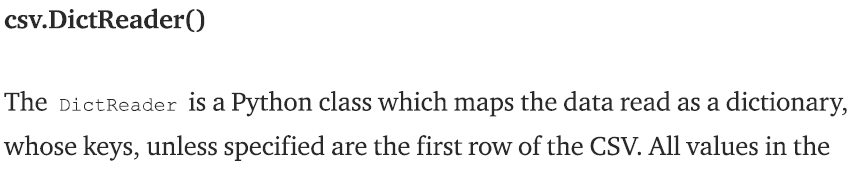 csv.DictReader()
The DictReader is a Python class which maps the data read as a dictionary,
whose keys, unless specified are the first row of the CSV. All values in the